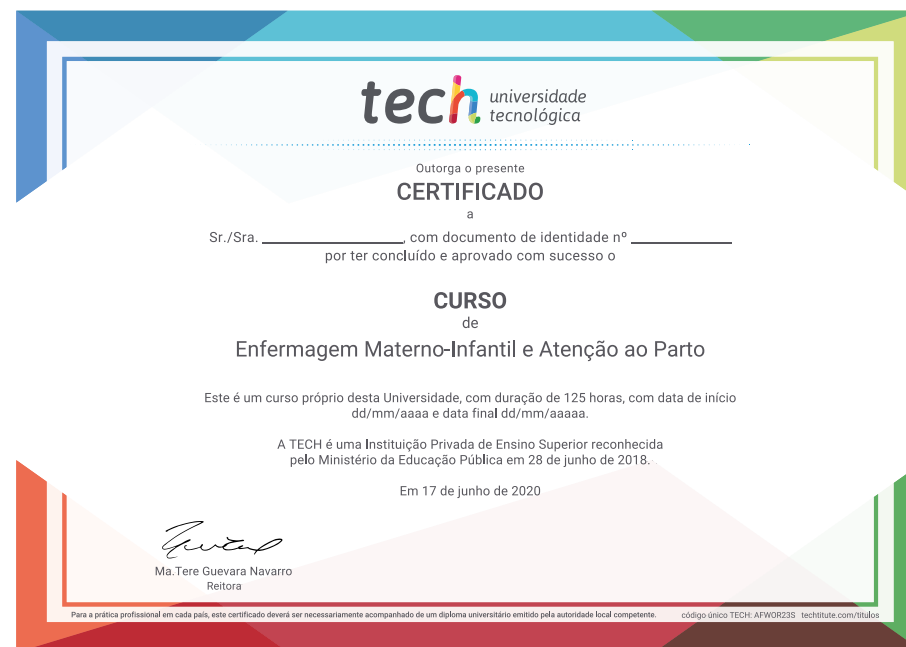 tech universidade
tecnológica
Outorga o presente
CERTIFICADO
a
Sr./Sra. ____________, com documento de identidade nº ____________
por ter concluído e aprovado com sucesso o
CURSO
de
Enfermagem Materno-Infantil e Atenção ao Parto
Este é um curso próprio desta Universidade, com duração de 125 horas, com data de início
dd/mm/aaaa e data final dd/mm/aaaaa.
A TECH é uma Instituição Privada de Ensino Superior reconhecida
pelo Ministério da Educação Pública em 28 de junho de 2018.
Em 17 de junho de 2020
Ma.Tere Guevara Navarro
Reitora
Para a prática profissional em cada país, este certificado deverá ser necessariamente acompanhado de um diploma universitário emitido pela autoridade local competente. código único TECH: AFWOR23S techtitute.com/títulos